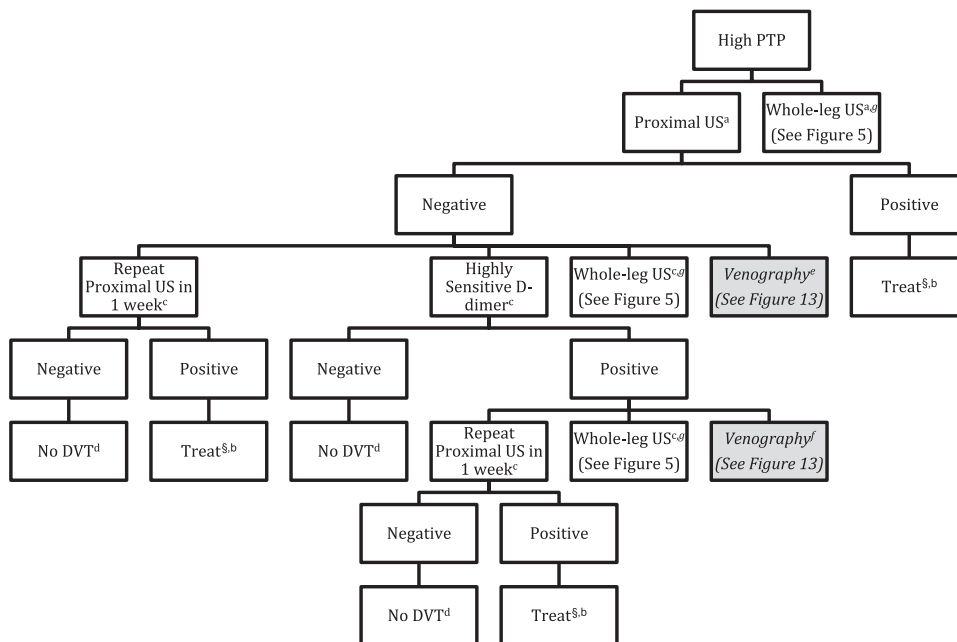 High PTP
Proximal USᵃ
Whole-leg USᵃ,ᵍ
(See Figure 5)
Negative
Positive
Repeat
Proximal US in
1 weekᶜ
Highly
Sensitive D-
dimerᶜ
Whole-leg USᶜ,ᵍ
(See Figure 5)
Venographyᵉ
(See Figure 13)
Treat§,ᵇ
Negative
Positive
Negative
Positive
No DVTᵈ
Treat§,ᵇ
No DVTᵈ
Repeat
Proximal US in
1 weekᶜ
Whole-leg USᶜ,ᵍ
(See Figure 5)
Venographyᶠ
(See Figure 13)
Negative
Positive
No DVTᵈ
Treat§,ᵇ